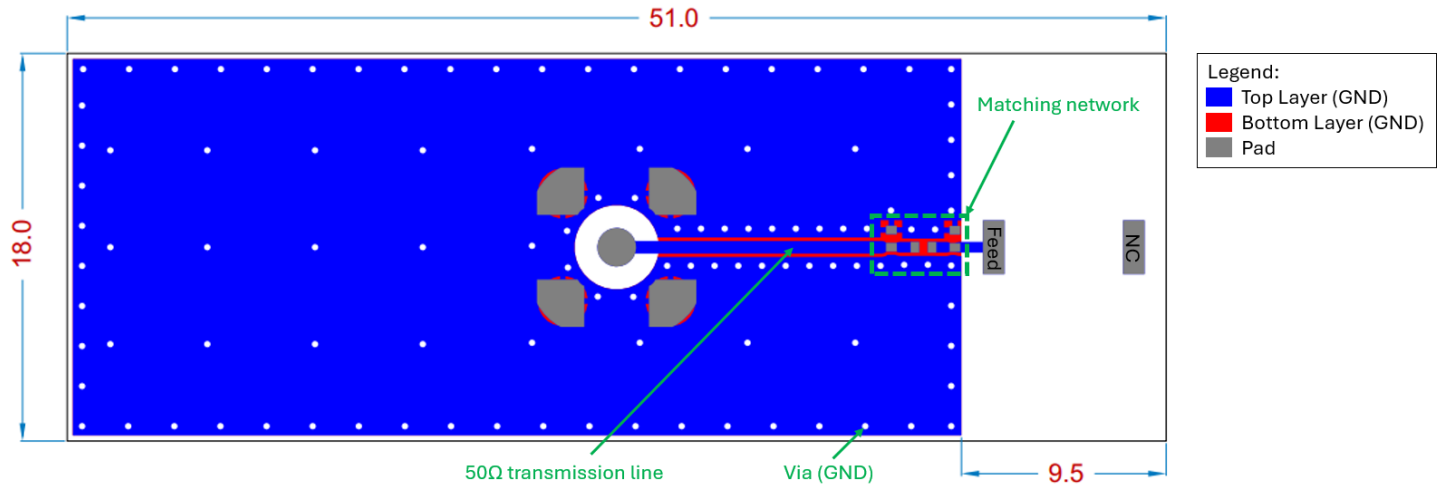 51.0
Legend:
Top Layer (GND)
Bottom Layer (GND)
Pad
Matching network
18.0
Feed
NC
50Ω transmission line
Via (GND)
9.5